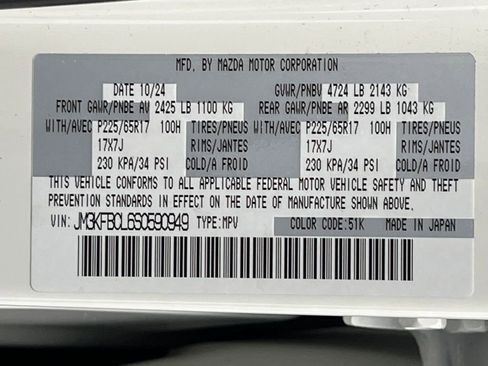 MFD. BY MAZDA MOTOR CORPORATION
DATE 10/24 GVWR/PNBV 4724 LB 2143 KG
FRONT GAWR/PNBE AV 2425 LB 1100 KG REAR GAWR/PNBE AR 2299 LB 1043 KG
WITH/AVEC P225/65R17 100H TIRES/PNEUS WITH/AVEC P225/65R17 100H TIRES/PNEUS
17X7J RIMS/JANTES 17X7J RIMS/JANTES
230 KPA/34 PSI COLD/A FROID 230 KPA/34 PSI COLD/A FROID
THIS VEHICLE CONFORMS TO ALL APPLICABLE FEDERAL MOTOR VEHICLE SAFETY AND THEFT
PREVENTION STANDARDS IN EFFECT ON THE DATE OF MANUFACTURE SHOWN ABOVE.
VIN: JM3KFBCL6S0590949 TYPE: MPV COLOR CODE: 51K MADE IN JAPAN